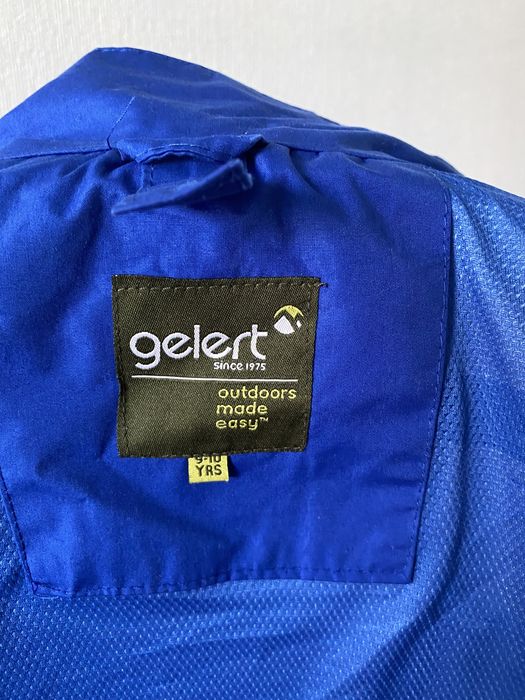 gelert
since 1975
outdoors
made
easy™
9-10
YRS